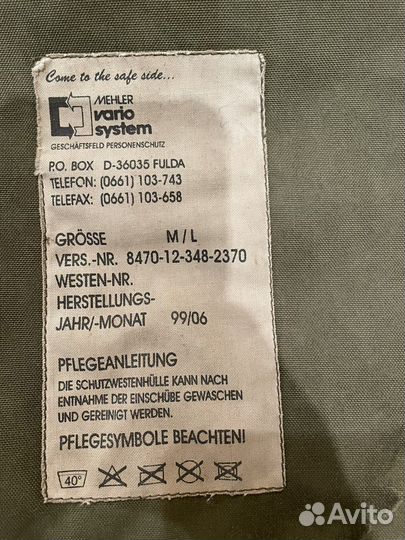 Come to the safe side...
MEHLER
vario
system
GESCHÄFTSFELD PERSONENSCHUTZ
P.O. BOX D-36035 FULDA
TELEFON: (0661) 103-743
TELEFAX: (0661) 103-658
GRÖSSE M/L
VERS.-NR. 8470-12-348-2370
WESTEN-NR.
HERSTELLUNGS-
JAHR/-MONAT 99/06
PFLEGEANLEITUNG
DIE SCHUTZWESTENHÜLLE KANN NACH
ENTNAHME DER EINSCHÜBE GEWASCHEN
UND GEREINIGT WERDEN.
PFLEGESYMBOLE BEACHTEN!
40°
Avito